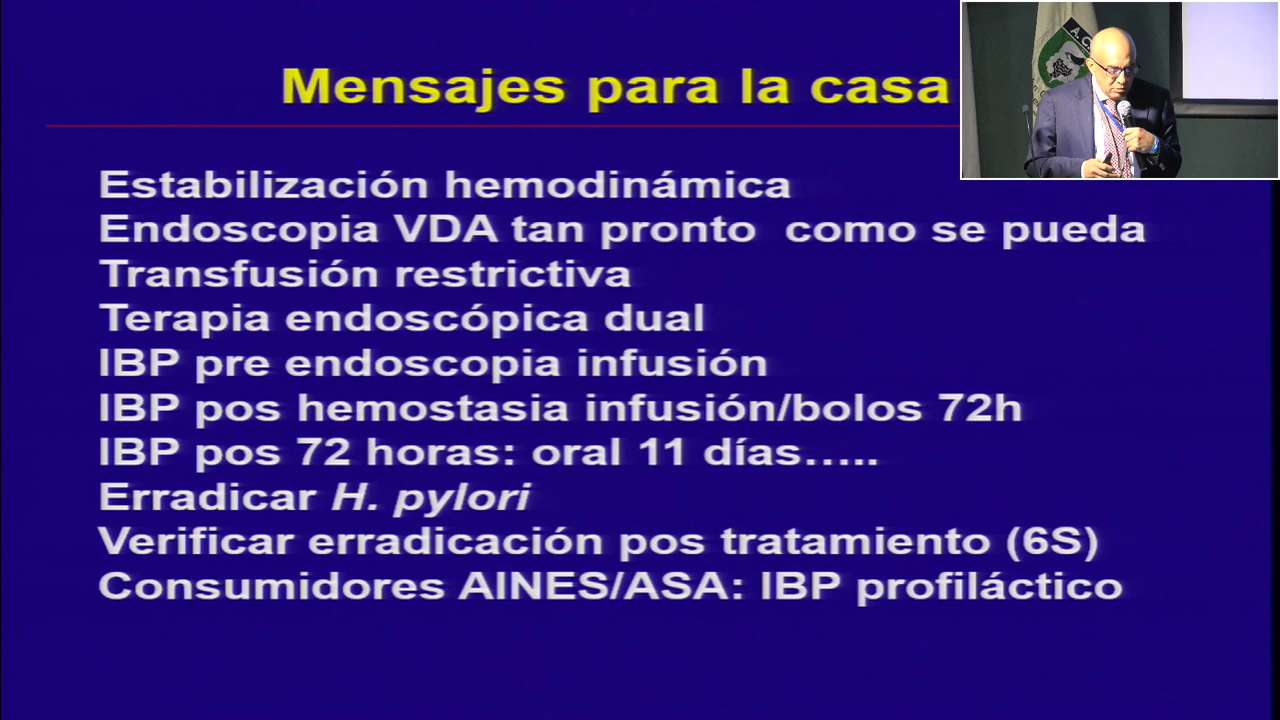 Mensajes para la casa
Estabilización hemodinámica
Endoscopia VDA tan pronto como se pueda
Transfusión restrictiva
Terapia endoscópica dual
IBP pre endoscopia infusión
IBP pos hemostasia infusión/bolos 72h
IBP pos 72 horas: oral 11 días.....
Erradicar H. pylori
Verificar erradicación pos tratamiento (6S)
Consumidores AINES/ASA: IBP profiláctico